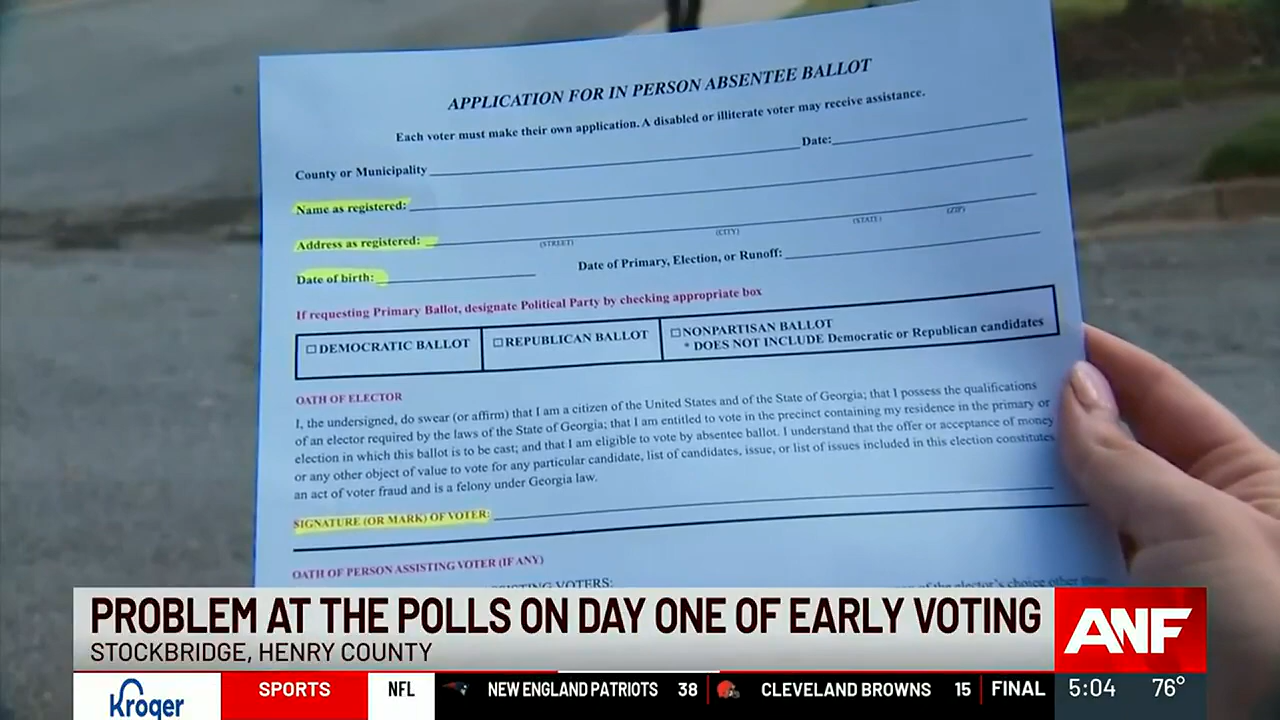 APPLICATION FOR IN PERSON ABSENTEE BALLOT
Each voter must make their own application. A disabled or illiterate voter may receive assistance.
County or Municipality Date:
Name as registered:
Address as registered:
(STREET) (CITY) (STATE) (ZIP)
Date of birth: Date of Primary, Election, or Runoff:
If requesting Primary Ballot, designate Political Party by checking appropriate box
☐ DEMOCRATIC BALLOT ☐ REPUBLICAN BALLOT ☐ NONPARTISAN BALLOT
* DOES NOT INCLUDE Democratic or Republican candidates
OATH OF ELECTOR
I, the undersigned, do swear (or affirm) that I am a citizen of the United States and of the State of Georgia; that I possess the qualifications
of an elector required by the laws of the State of Georgia; that I am entitled to vote in the precinct containing my residence in the primary or
election in which this ballot is to be cast; and that I am eligible to vote by absentee ballot. I understand that the offer or acceptance of money
or any other object of value to vote for any particular candidate, list of candidates, issue, or list of issues included in this election constitutes
an act of voter fraud and is a felony under Georgia law.
SIGNATURE (OR MARK) OF VOTER:
OATH OF PERSON ASSISTING VOTER (IF ANY)
VOTERS: of the elector's choice other than
PROBLEM AT THE POLLS ON DAY ONE OF EARLY VOTING
STOCKBRIDGE, HENRY COUNTY
ANF
Kroger SPORTS NFL NEW ENGLAND PATRIOTS 38 CLEVELAND BROWNS 15 FINAL 5:04 76°